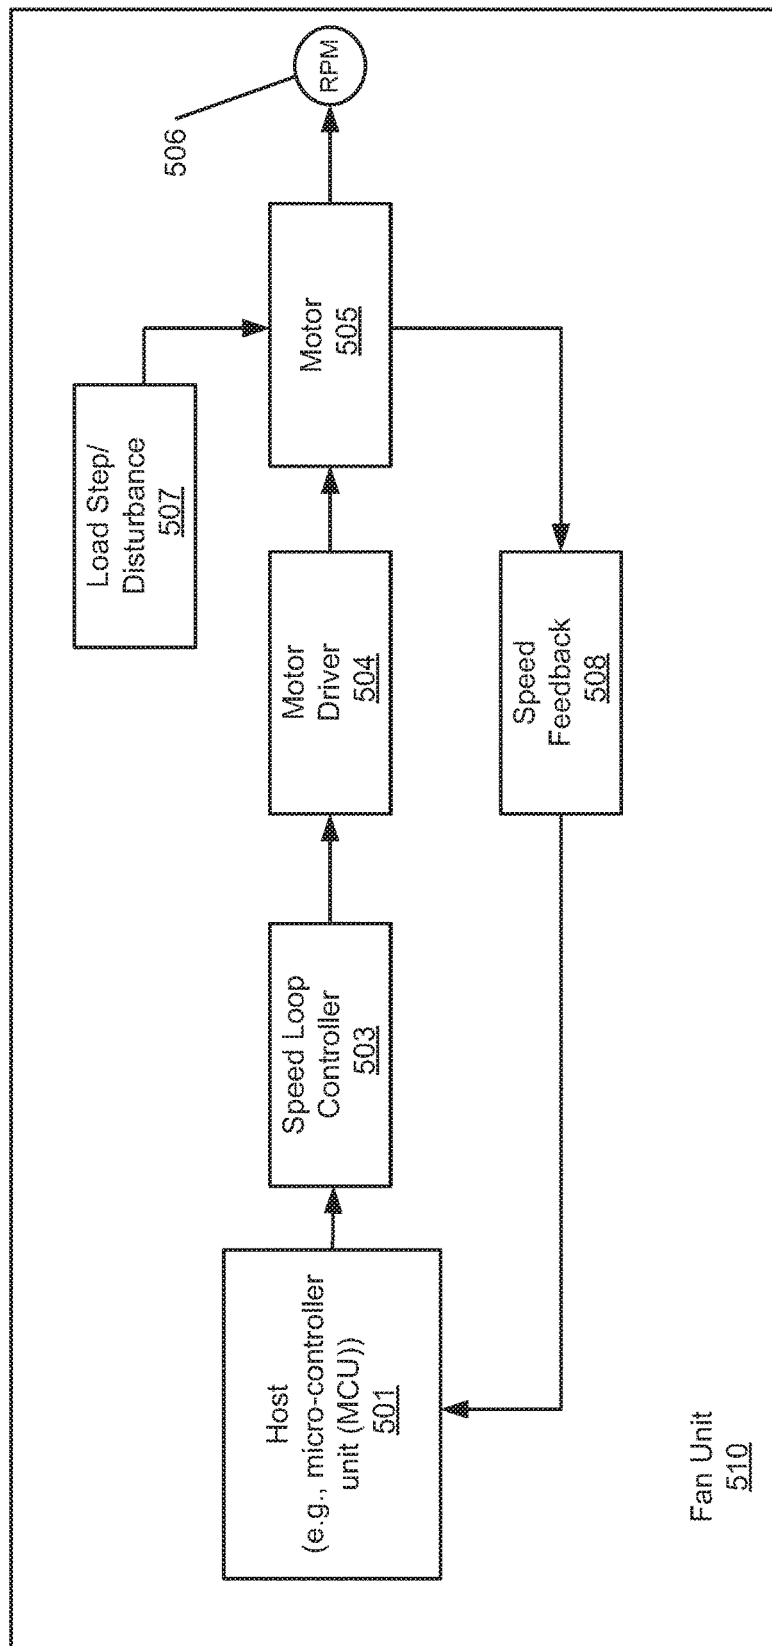 Host
(e.g., micro-controller
unit (MCU))
501
Speed Loop
Controller
503
Motor
Driver
504
Motor
505
RPM
506
Load Step/
Disturbance
507
Speed
Feedback
508
Fan Unit
510